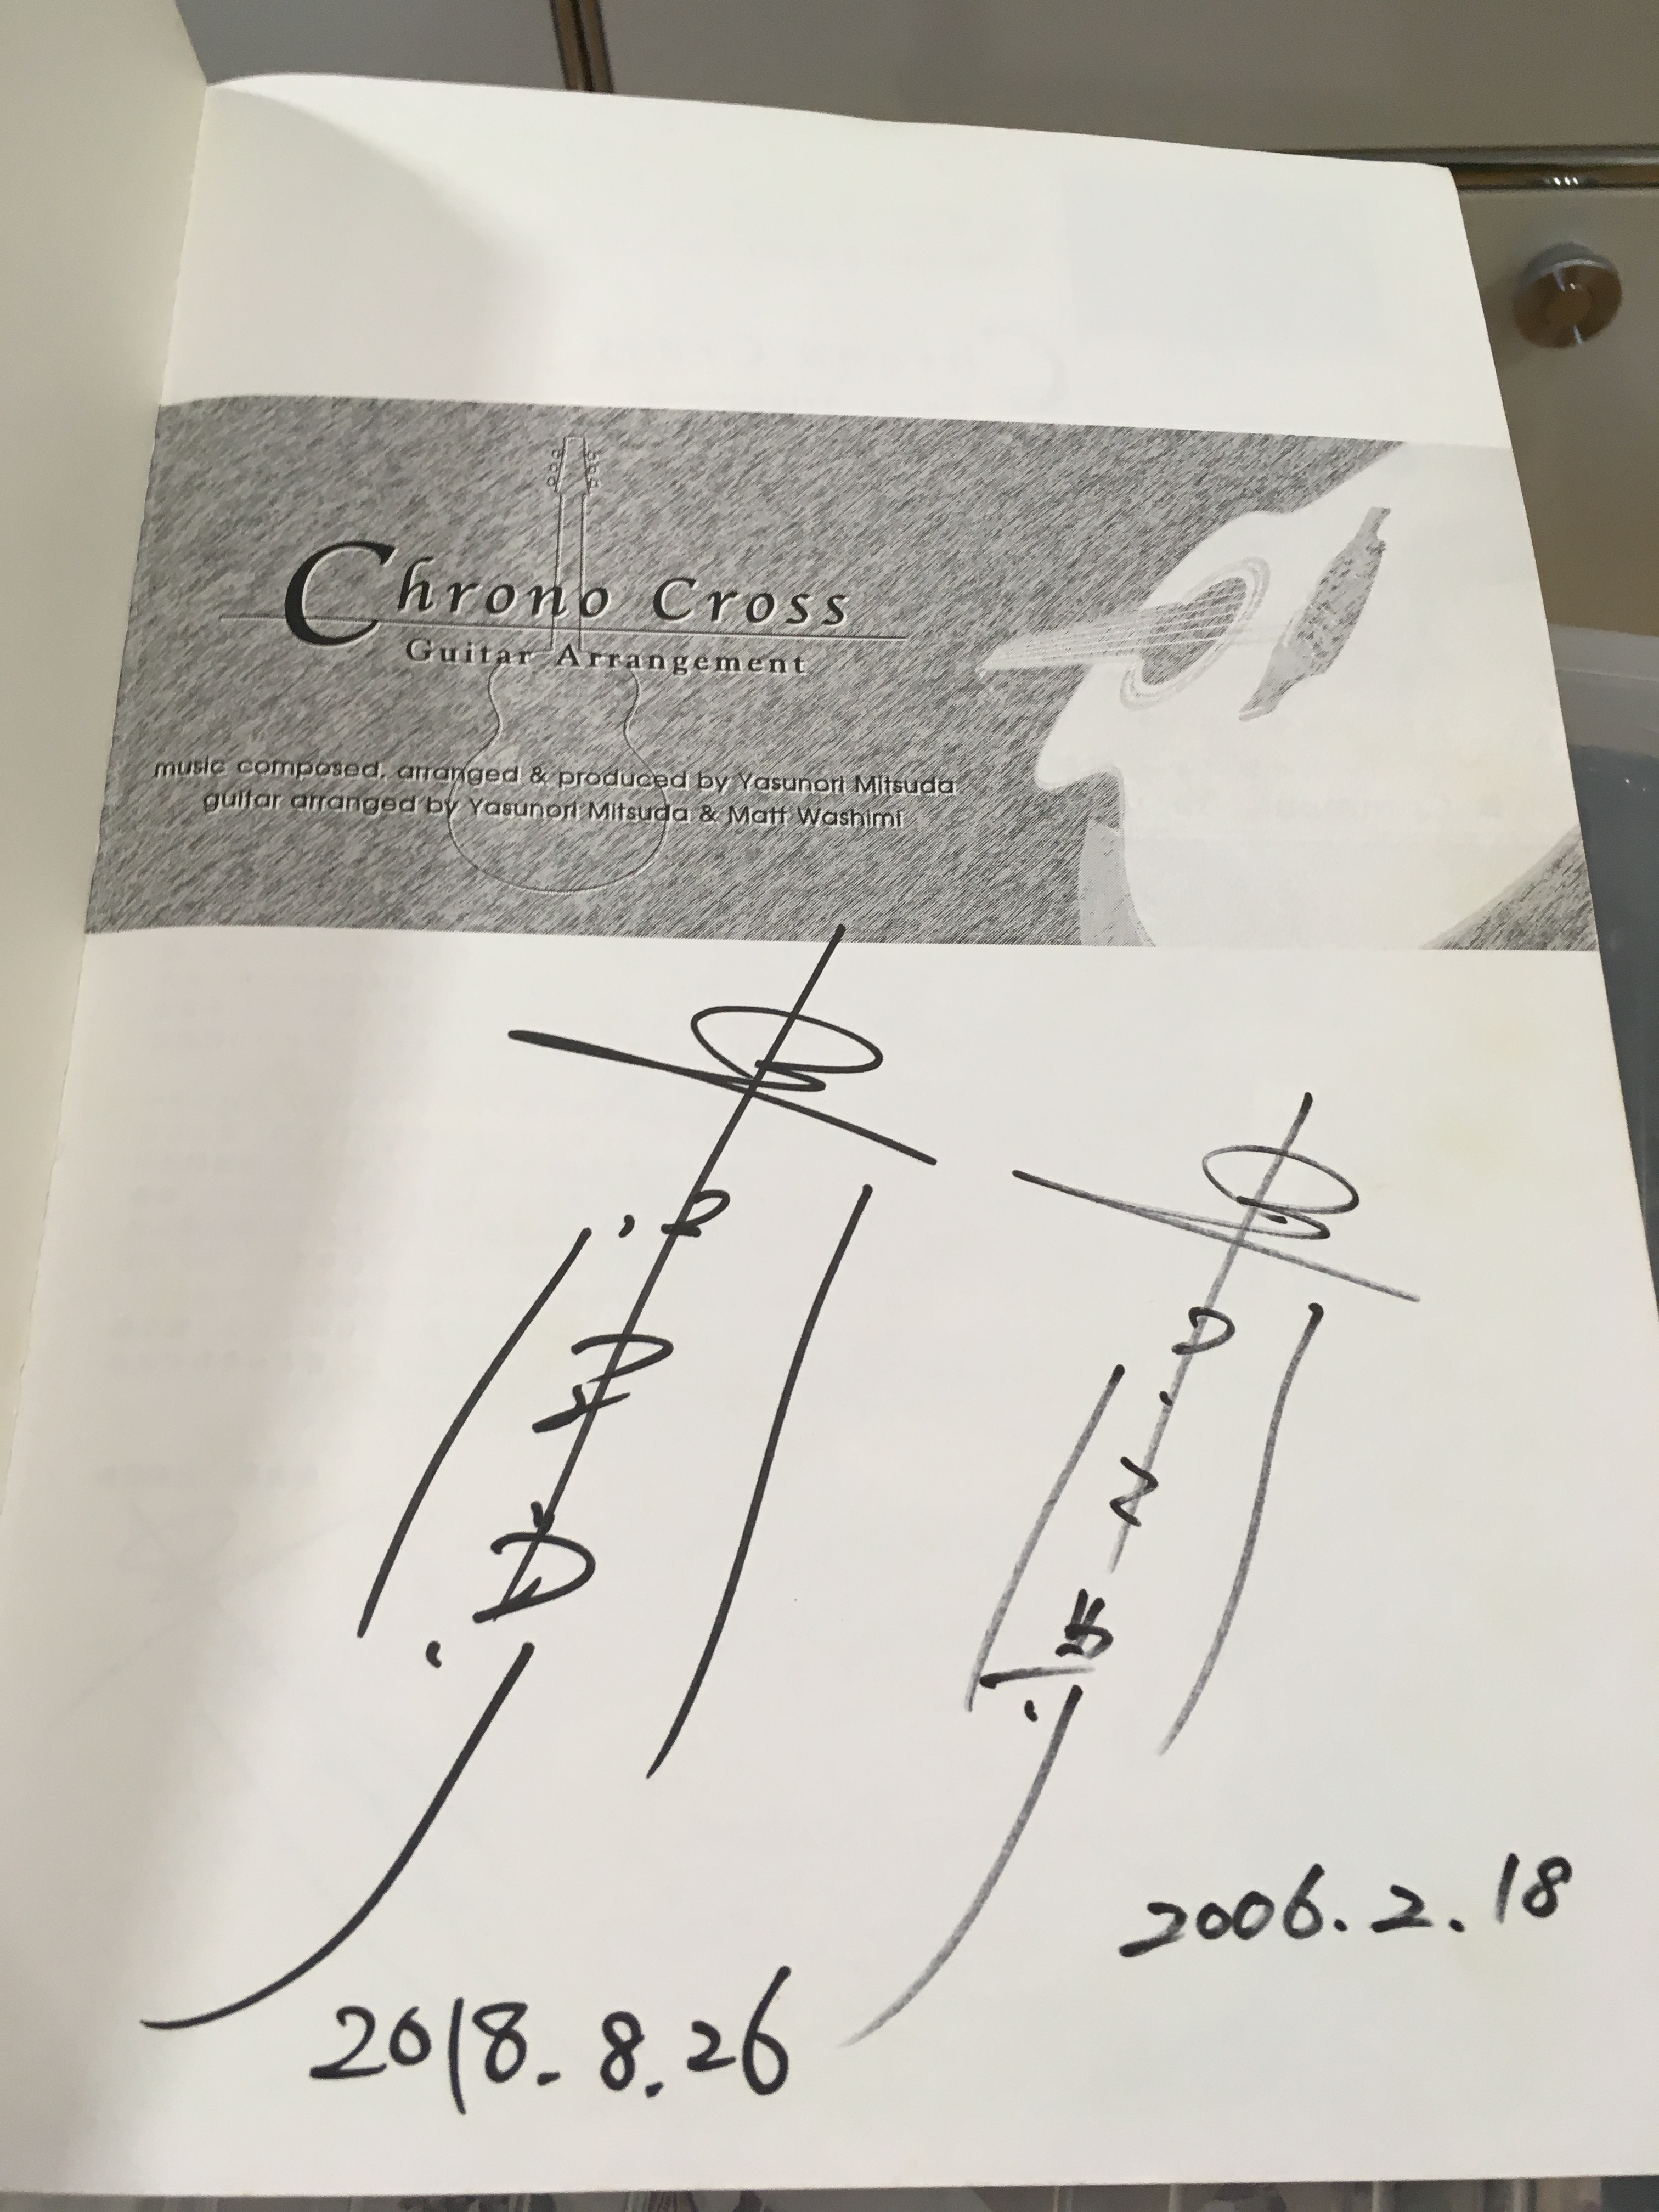 Chrono Cross
Guitar Arrangement
music composed, arranged & produced by Yasunori Mitsuda
guitar arranged by Yasunori Mitsuda & Matt Washimi
2006.2.18
2018.8.26